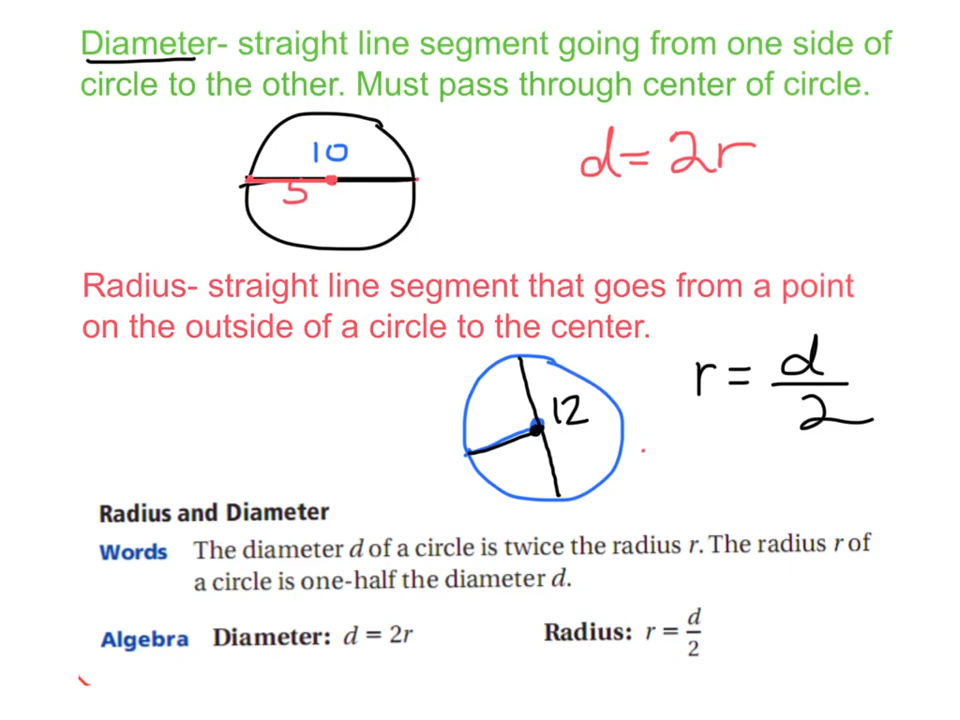 Diameter- straight line segment going from one side of
circle to the other. Must pass through center of circle.
10
5
d=2r
Radius- straight line segment that goes from a point
on the outside of a circle to the center.
12
r = d/2
Radius and Diameter
Words The diameter d of a circle is twice the radius r. The radius r of
a circle is one-half the diameter d.
Algebra Diameter: d = 2r Radius: r = d/2